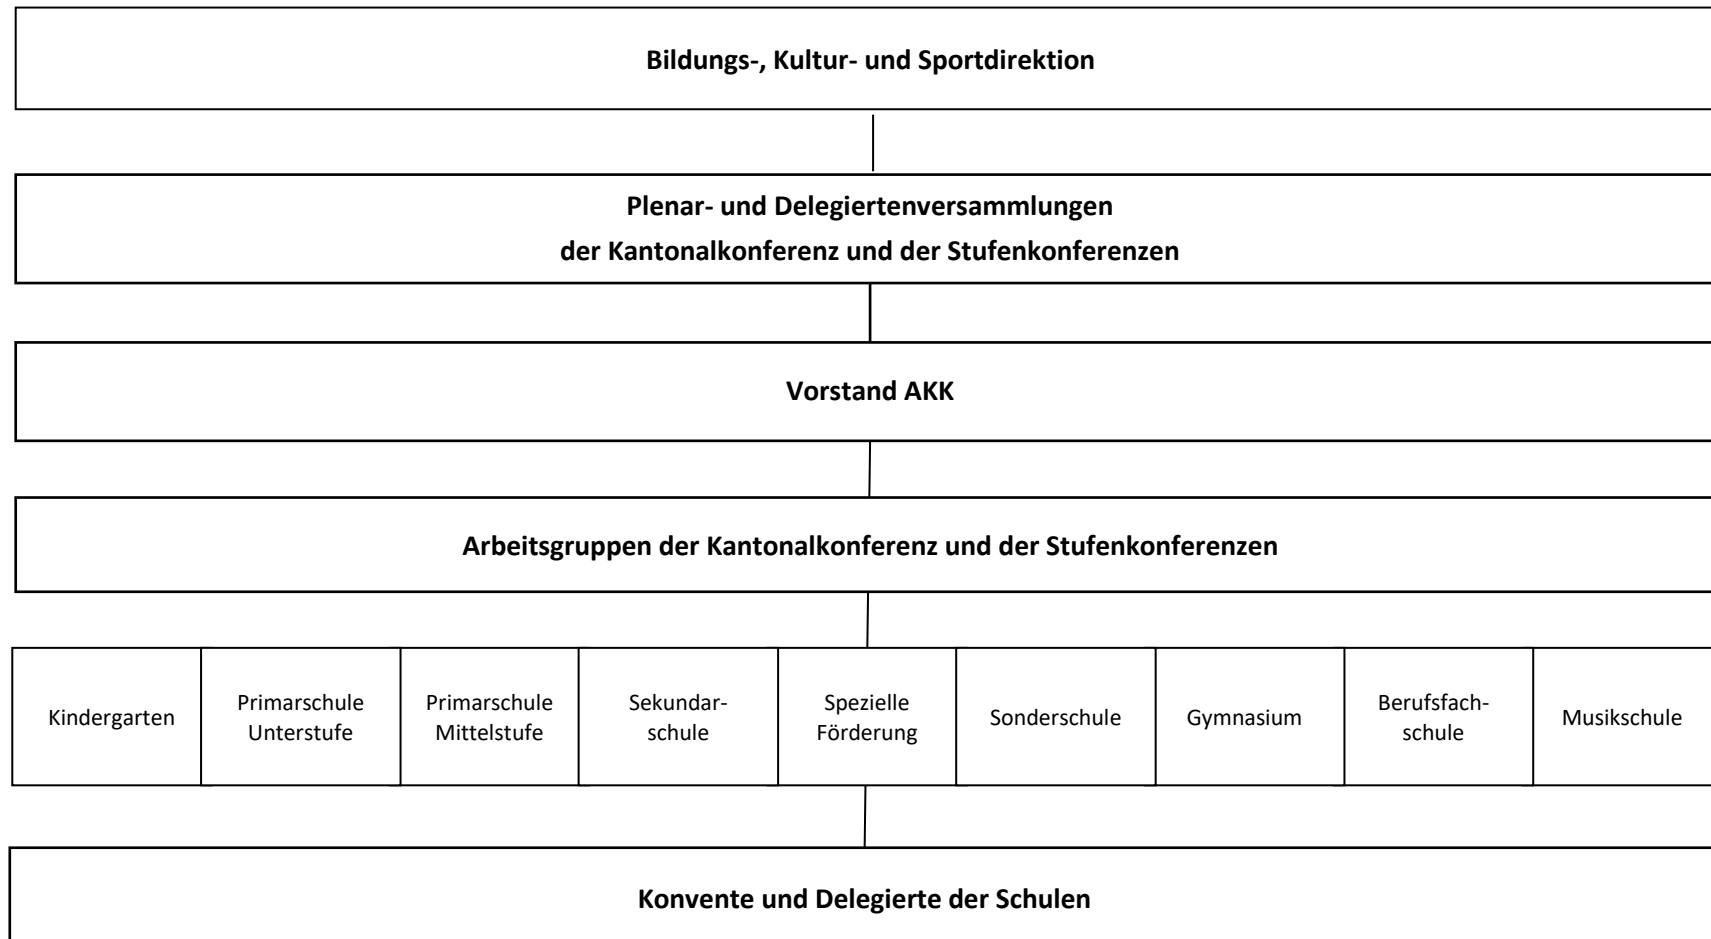 Bildungs-, Kultur- und Sportdirektion
Plenar- und Delegiertenversammlungen
der Kantonalkonferenz und der Stufenkonferenzen
Vorstand AKK
Arbeitsgruppen der Kantonalkonferenz und der Stufenkonferenzen
Kindergarten
Primarschule
Unterstufe
Primarschule
Mittelstufe
Sekundar-
schule
Spezielle
Förderung
Sonderschule
Gymnasium
Berufsfach-
schule
Musikschule
Konvente und Delegierte der Schulen